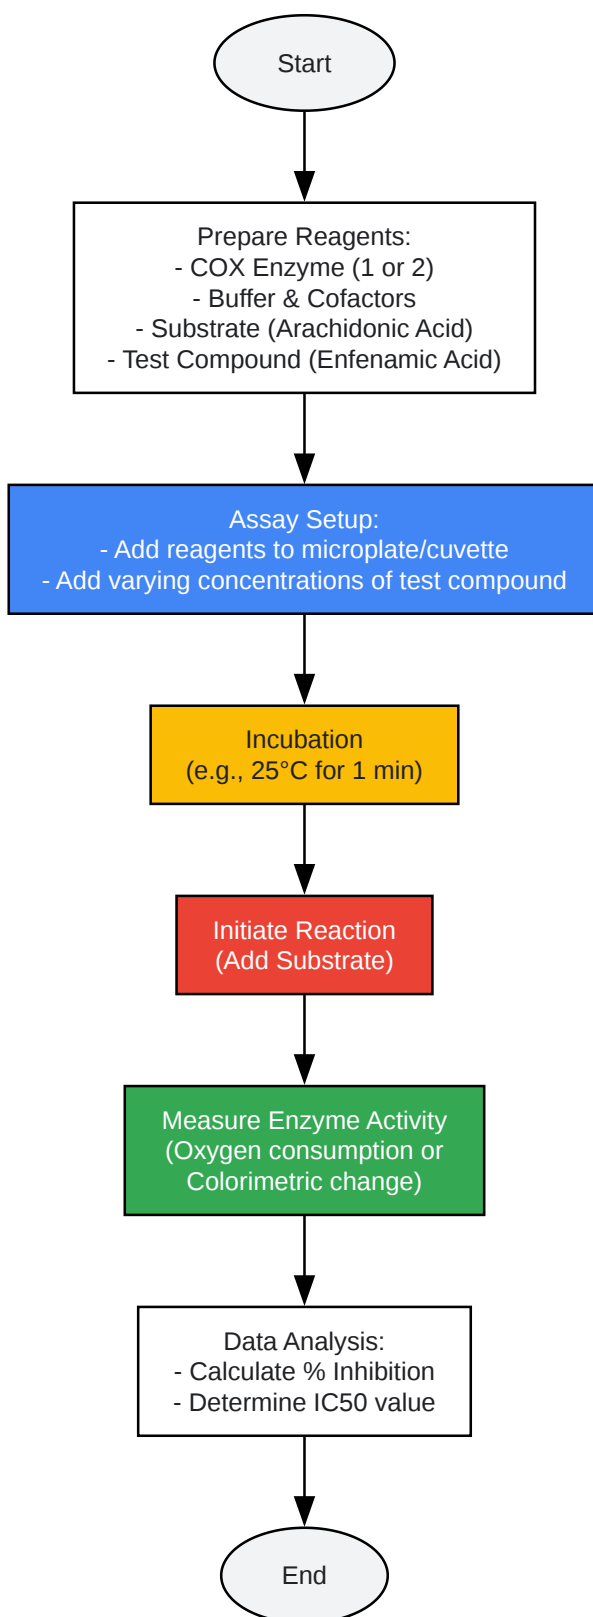 Start
Prepare Reagents:
- COX Enzyme (1 or 2)
- Buffer & Cofactors
- Substrate (Arachidonic Acid)
- Test Compound (Enfenamic Acid)
Assay Setup:
- Add reagents to microplate/cuvette
- Add varying concentrations of test compound
Incubation
(e.g., 25°C for 1 min)
Initiate Reaction
(Add Substrate)
Measure Enzyme Activity
(Oxygen consumption or
Colorimetric change)
Data Analysis:
- Calculate % Inhibition
- Determine IC50 value
End